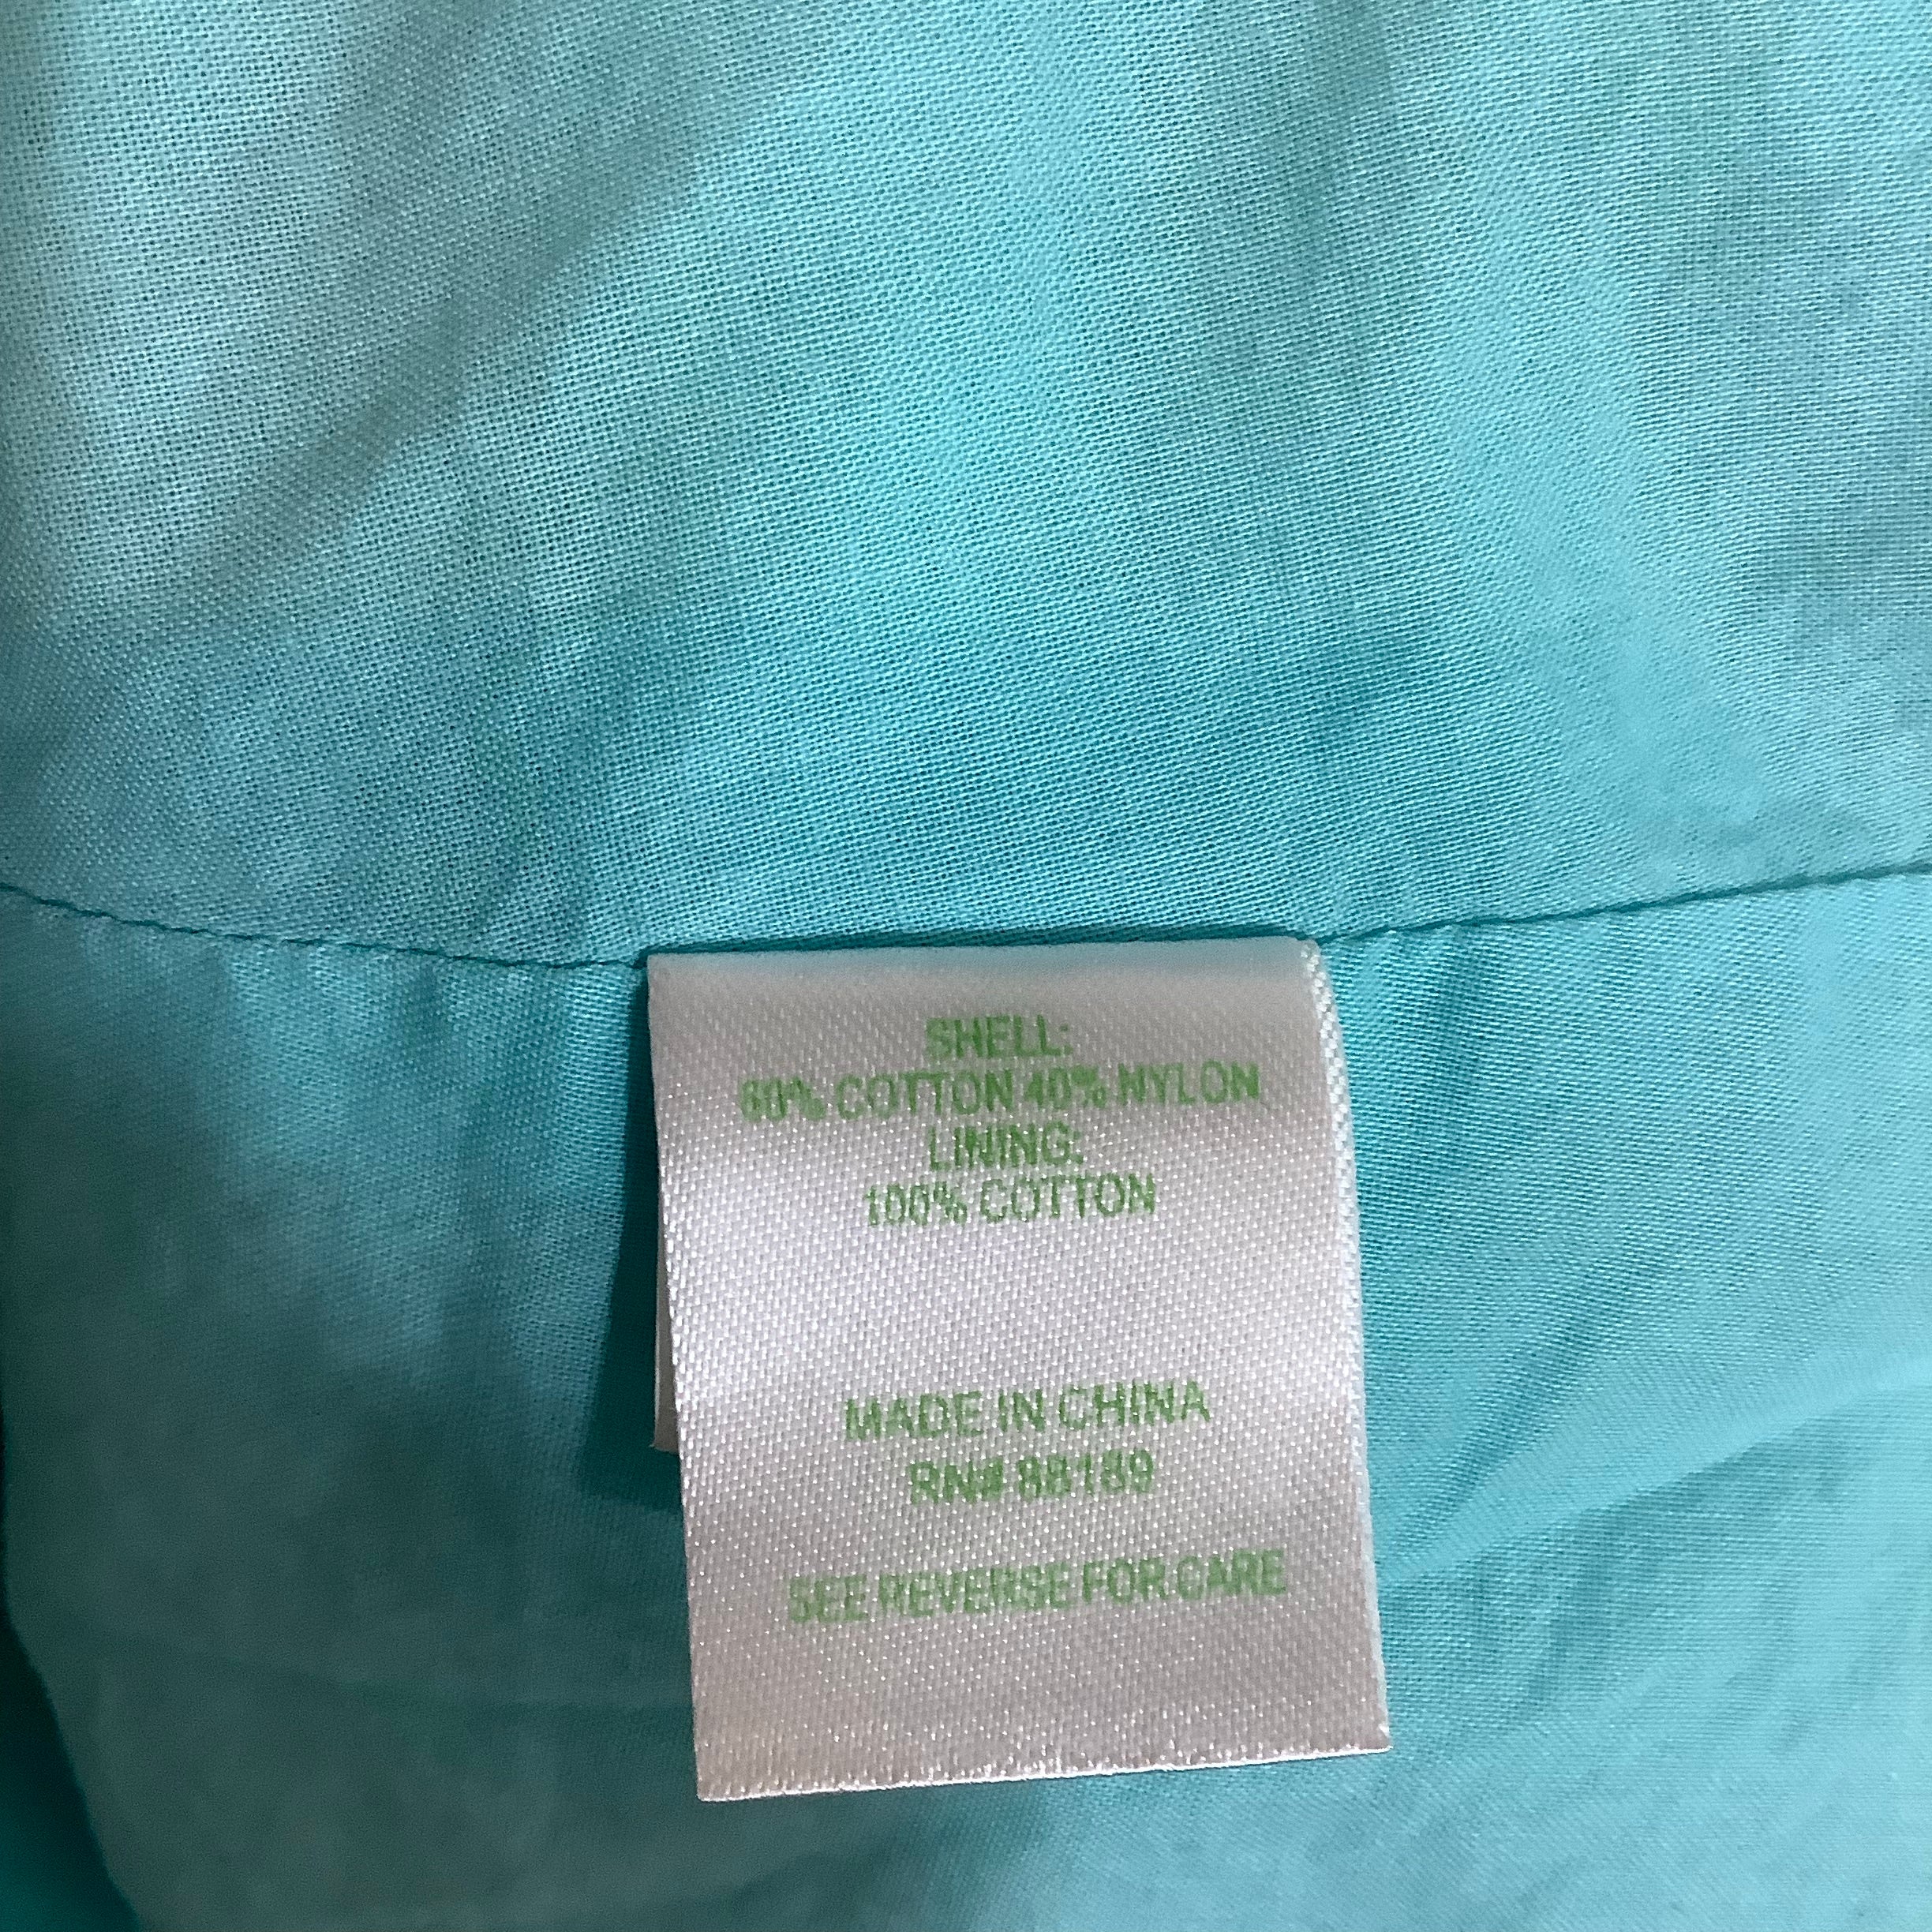 SHELL:
60% COTTON 40% NYLON
LINING:
100% COTTON
MADE IN CHINA
RN# 88189
SEE REVERSE FOR CARE